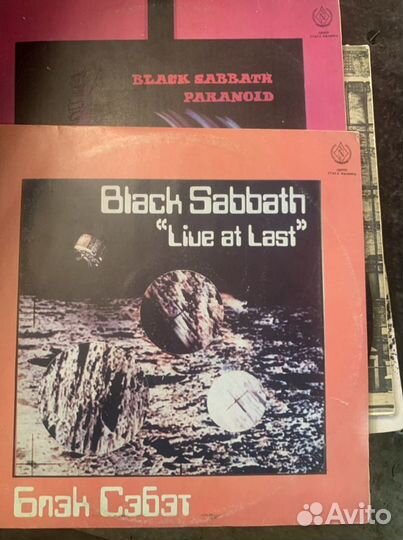 BLACK SABBATH
PARANOID
Black Sabbath
"Live at Last"
Блэк Сэбэт
Avito